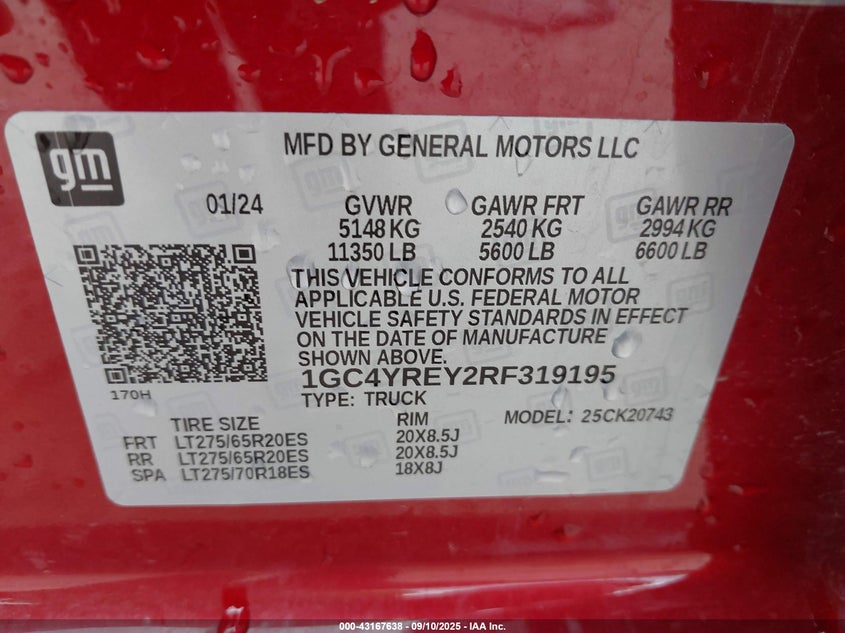 gm
MFD BY GENERAL MOTORS LLC
01/24 GVWR GAWR FRT GAWR RR
5148 KG 2540 KG 2994 KG
11350 LB 5600 LB 6600 LB
THIS VEHICLE CONFORMS TO ALL
APPLICABLE U.S. FEDERAL MOTOR
VEHICLE SAFETY STANDARDS IN EFFECT
ON THE DATE OF MANUFACTURE
SHOWN ABOVE.
170H
1GC4YREY2RF319195
TYPE: TRUCK MODEL: 25CK20743
TIRE SIZE RIM
FRT LT275/65R20ES 20X8.5J
RR LT275/65R20ES 20X8.5J
SPA LT275/70R18ES 18X8J
000-43167638 - 09/10/2025 - IAA Inc.